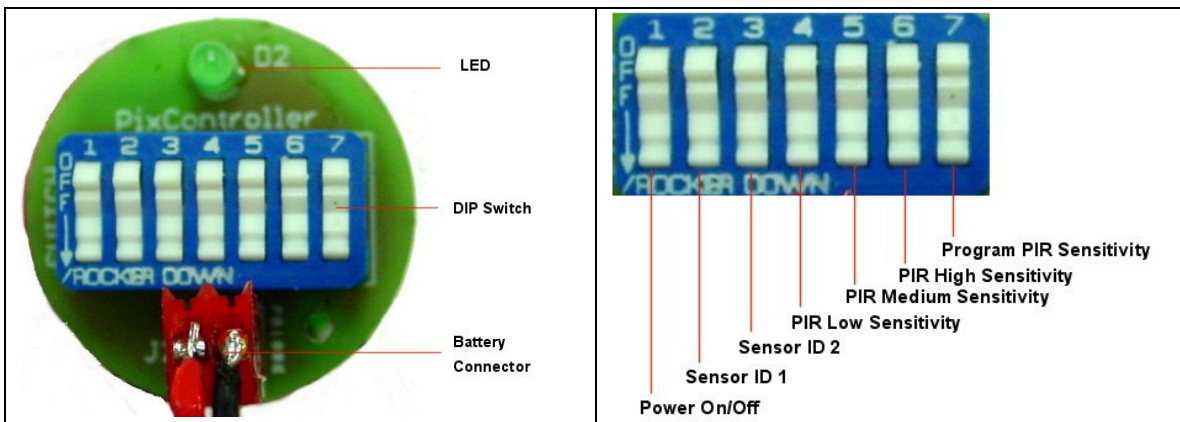 LED
D2
PixController
1 2 3 4 5 6 7
OFF
SWITCH
DIP Switch
/ROCKER DOWN
Battery
Connector
1 2 3 4 5 6 7
OFF
/ROCKER DOWN
Program PIR Sensitivity
PIR High Sensitivity
PIR Medium Sensitivity
PIR Low Sensitivity
Sensor ID 2
Sensor ID 1
Power On/Off